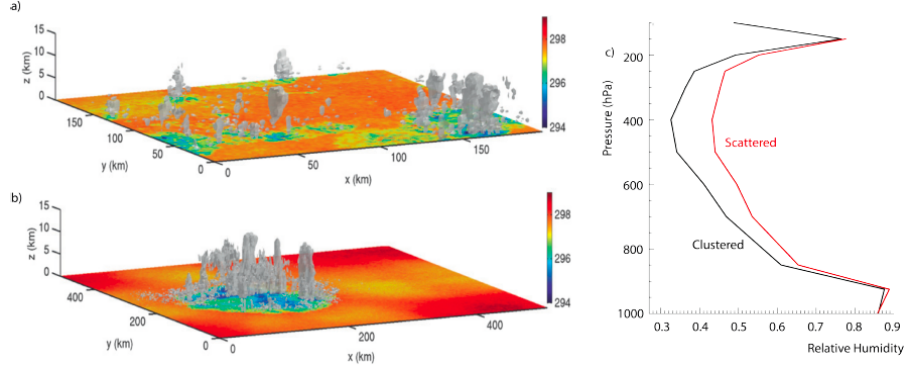 a)
15
10
5
0
z (km)
150
100
50
0
y (km)
0
50
100
150
x (km)
298
296
294
b)
15
10
5
0
z (km)
400
200
0
y (km)
0
200
400
x (km)
298
296
294
c)
200
400
600
800
1000
Pressure (hPa)
Scattered
Clustered
0.3 0.4 0.5 0.6 0.7 0.8 0.9
Relative Humidity